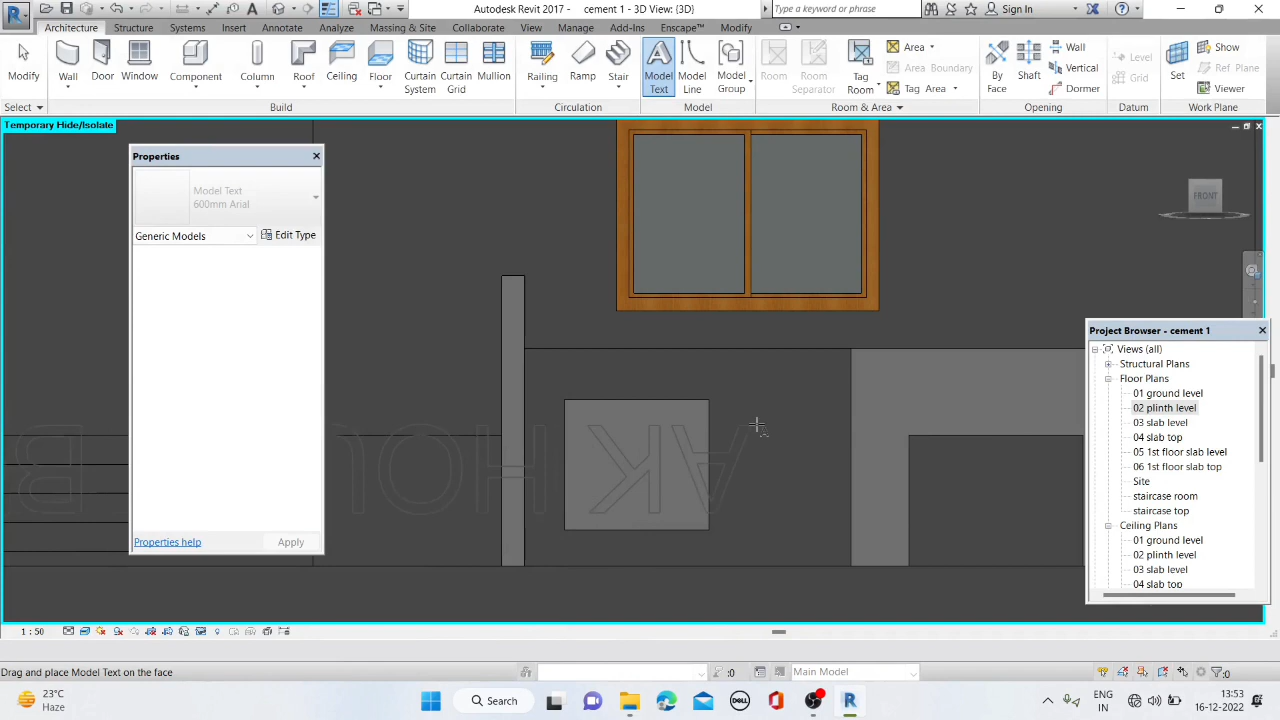 Autodesk Revit 2017 - cement 1 - 3D View: {3D}
Type a keyword or phrase
Sign In
Architecture Structure Systems Insert Annotate Analyze Massing & Site Collaborate View Manage Add-Ins Escape™ Modify
Modify Wall Door Window Component Column Roof Ceiling Floor Curtain System Curtain Grid Mullion Railing Ramp Stair Model Text Model Line Model Group Room Room Separator Tag Room Area Area Boundary Tag Area By Face Shaft Wall Vertical Dormer Level Grid Set Show Ref Plane Viewer
Select Build Circulation Model Room & Area Opening Datum Work Plane
Temporary Hide/Isolate
Properties
Model Text
600mm Arial
Generic Models
Edit Type
Properties help Apply
FRONT
AK HOU
B
Project Browser - cement 1
Views (all)
Structural Plans
Floor Plans
01 ground level
02 plinth level
03 slab level
04 slab top
05 1st floor slab level
06 1st floor slab top
Site
staircase room
staircase top
Ceiling Plans
01 ground level
02 plinth level
03 slab level
04 slab top
1 : 50
Drag and place Model Text on the face
:0
Main Model
:0
23°C
Haze
Search
DELL
ENG
IN
13:53
16-12-2022